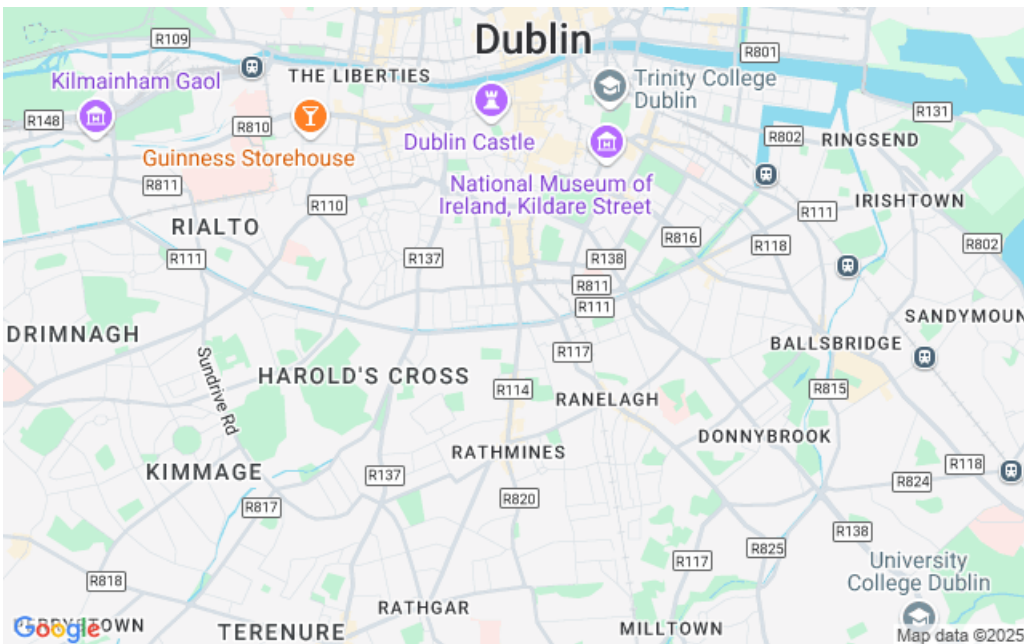 Dublin
R109
R801
Kilmainham Gaol
THE LIBERTIES
Trinity College
Dublin
R148
R810
Dublin Castle
R802
R131
RINGSEND
Guinness Storehouse
National Museum of
Ireland, Kildare Street
R811
R110
R111
IRISHTOWN
RIALTO
R816
R118
R802
R111
R137
R138
R811
R111
SANDYMOUN
DRIMNAGH
BALLSBRIDGE
R117
Sundrive Rd
HAROLD'S CROSS
R114
RANELAGH
R815
DONNYBROOK
RATHMINES
KIMMAGE
R137
R118
R824
R817
R820
R138
R825
R117
University
College Dublin
R818
RATHGAR
Google
TOWN
TERENURE
MILLTOWN
Map data ©2025